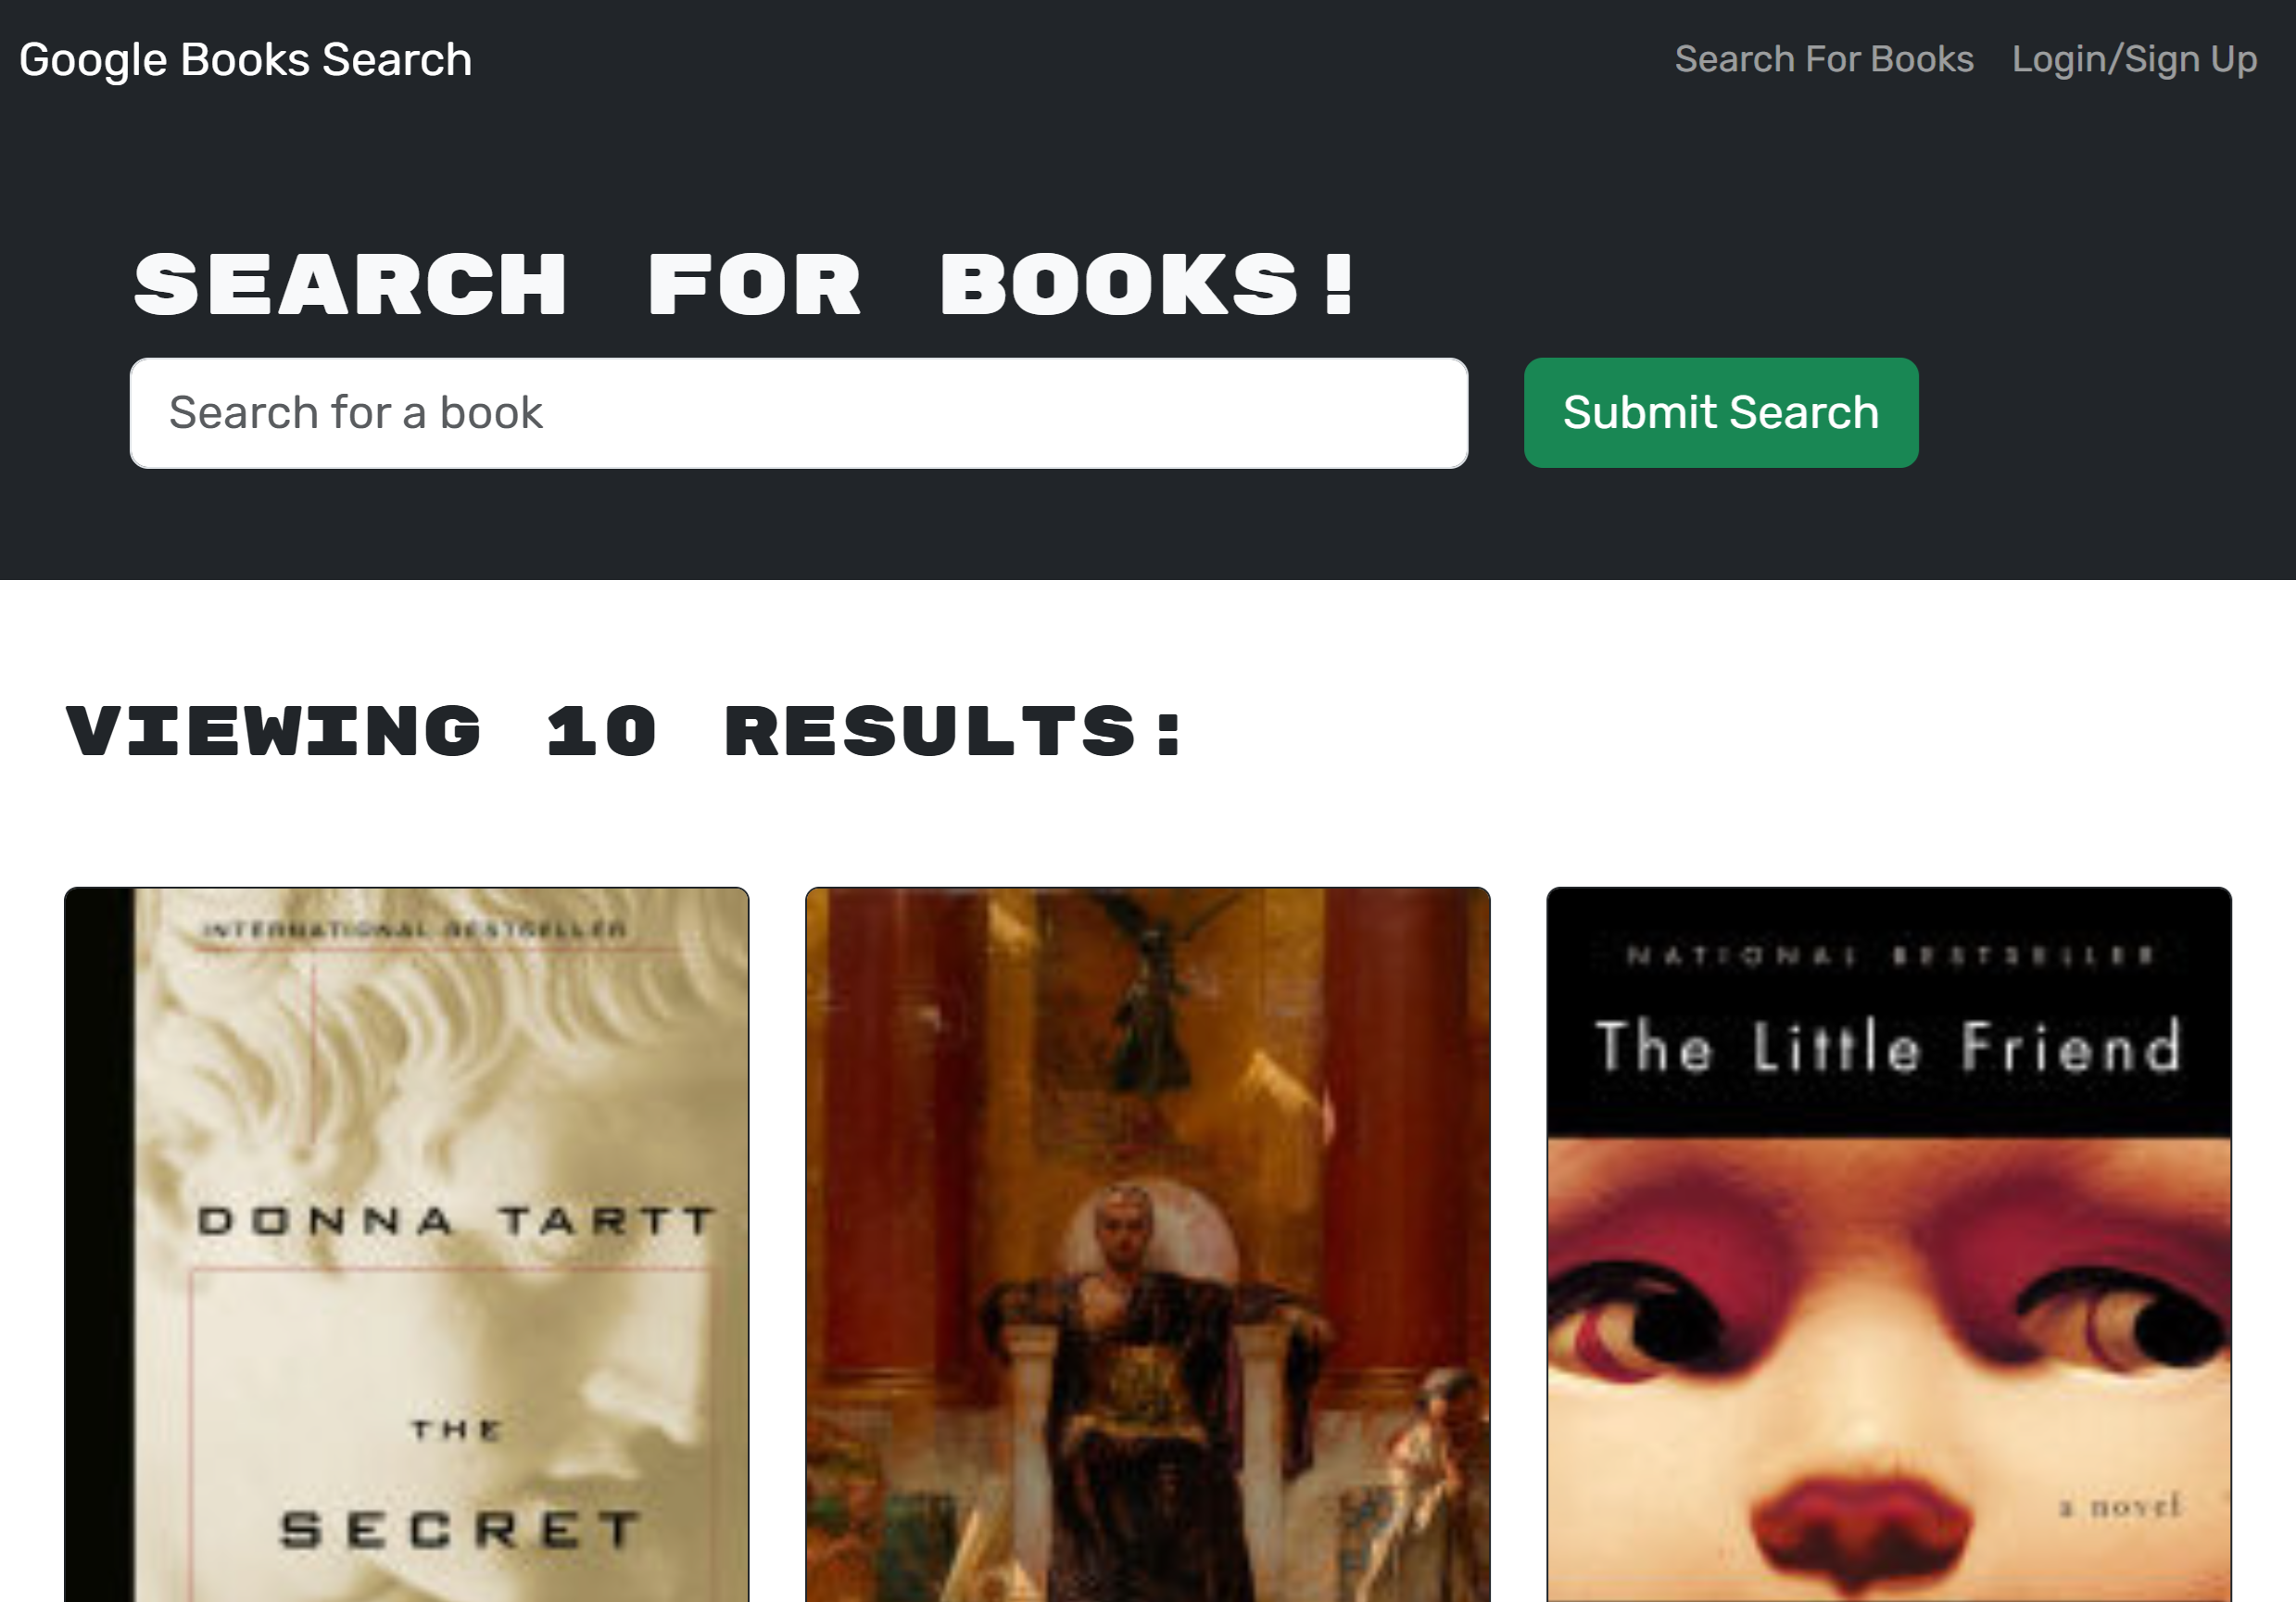 Google Books Search
Search For Books
Login/Sign Up
SEARCH FOR BOOKS!
Search for a book
Submit Search
VIEWING 10 RESULTS:
INTERNATIONAL BESTSELLER
DONNA TARTT
THE
SECRET
NATIONAL BESTSELLER
The Little Friend
a novel